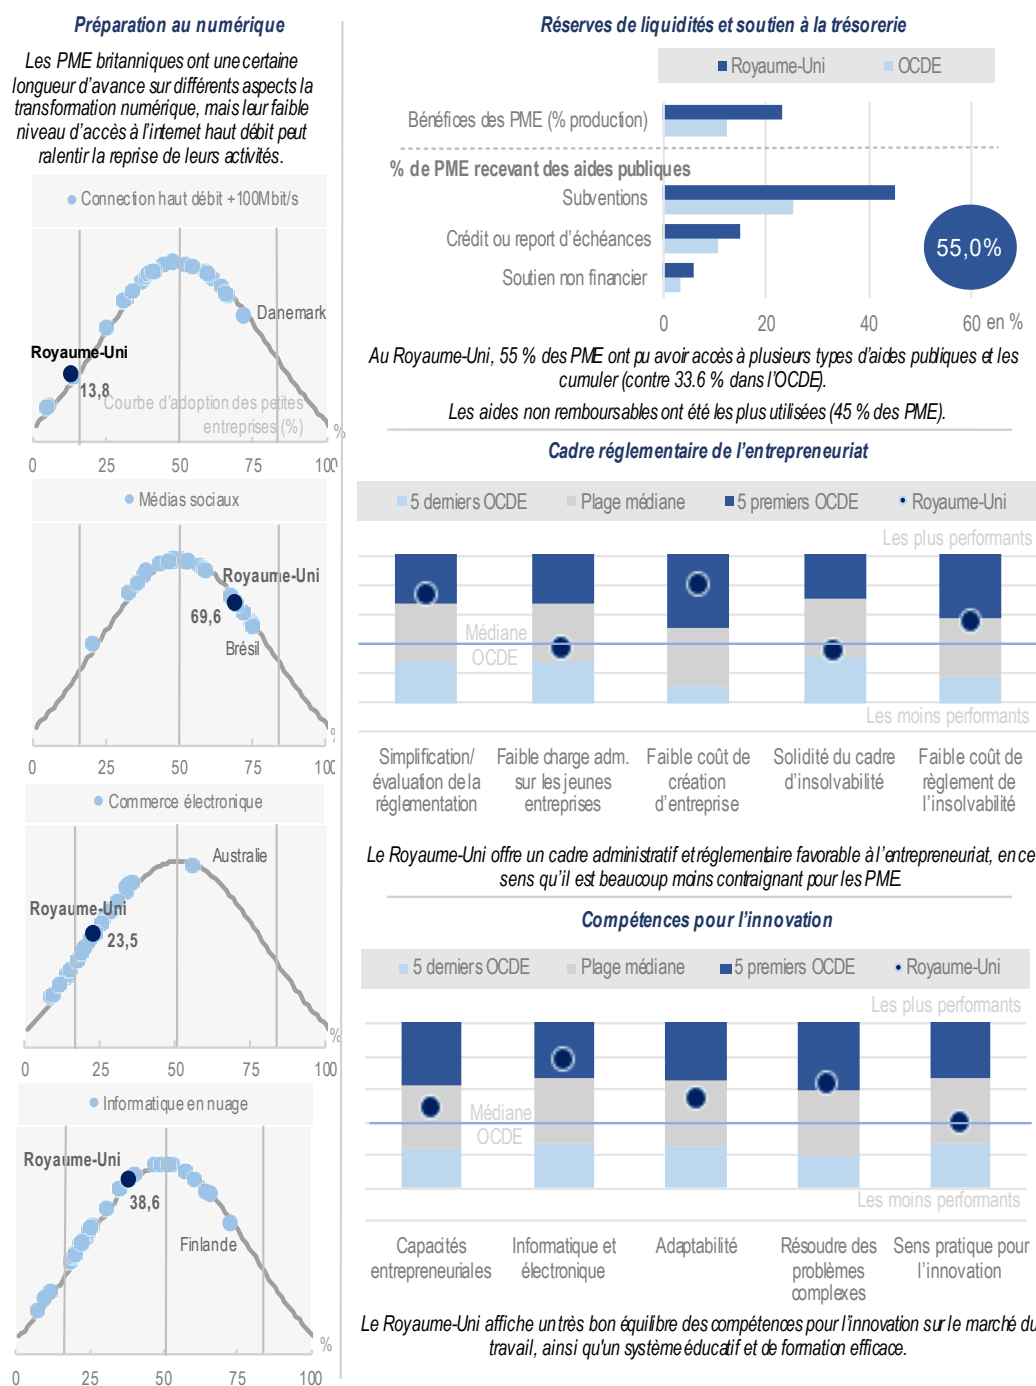 Préparation au numérique
Les PME britanniques ont une certaine
longueur d'avance sur différents aspects la
transformation numérique, mais leur faible
niveau d'accès à l'internet haut débit peut
ralentir la reprise de leurs activités.
Connection haut débit +100Mbit/s
Danemark
Royaume-Uni
13,8
Courbe d'adoption des petites
entreprises (%)
%
0 25 50 75 100
Médias sociaux
Royaume-Uni
69,6
Brésil
%
0 25 50 75 100
Commerce électronique
Australie
Royaume-Uni
23,5
%
0 25 50 75 100
Informatique en nuage
Royaume-Uni
38,6
Finlande
%
0 25 50 75 100
Réserves de liquidités et soutien à la trésorerie
Royaume-Uni OCDE
Bénéfices des PME (% production)
% de PME recevant des aides publiques
Subventions
Crédit ou report d'échéances
Soutien non financier
55,0%
0 20 40 60 en %
Au Royaume-Uni, 55 % des PME ont pu avoir accès à plusieurs types d'aides publiques et les
cumuler (contre 33.6 % dans l'OCDE).
Les aides non remboursables ont été les plus utilisées (45 % des PME).
Cadre réglementaire de l'entrepreneuriat
5 derniers OCDE Plage médiane 5 premiers OCDE Royaume-Uni
Les plus performants
Médiane
OCDE
Les moins performants
Simplification/
évaluation de la
réglementation
Faible charge adm.
sur les jeunes
entreprises
Faible coût de
création
d'entreprise
Solidité du cadre
d'insolvabilité
Faible coût de
règlement de
l'insolvabilité
Le Royaume-Uni offre un cadre administratif et réglementaire favorable à l'entrepreneuriat, en ce
sens qu'il est beaucoup moins contraignant pour les PME.
Compétences pour l'innovation
5 derniers OCDE Plage médiane 5 premiers OCDE Royaume-Uni
Les plus performants
Médiane
OCDE
Les moins performants
Capacités
entrepreneuriales
Informatique et
électronique
Adaptabilité
Résoudre des
problèmes
complexes
Sens pratique pour
l'innovation
Le Royaume-Uni affiche un très bon équilibre des compétences pour l'innovation sur le marché du
travail, ainsi qu'un système éducatif et de formation efficace.